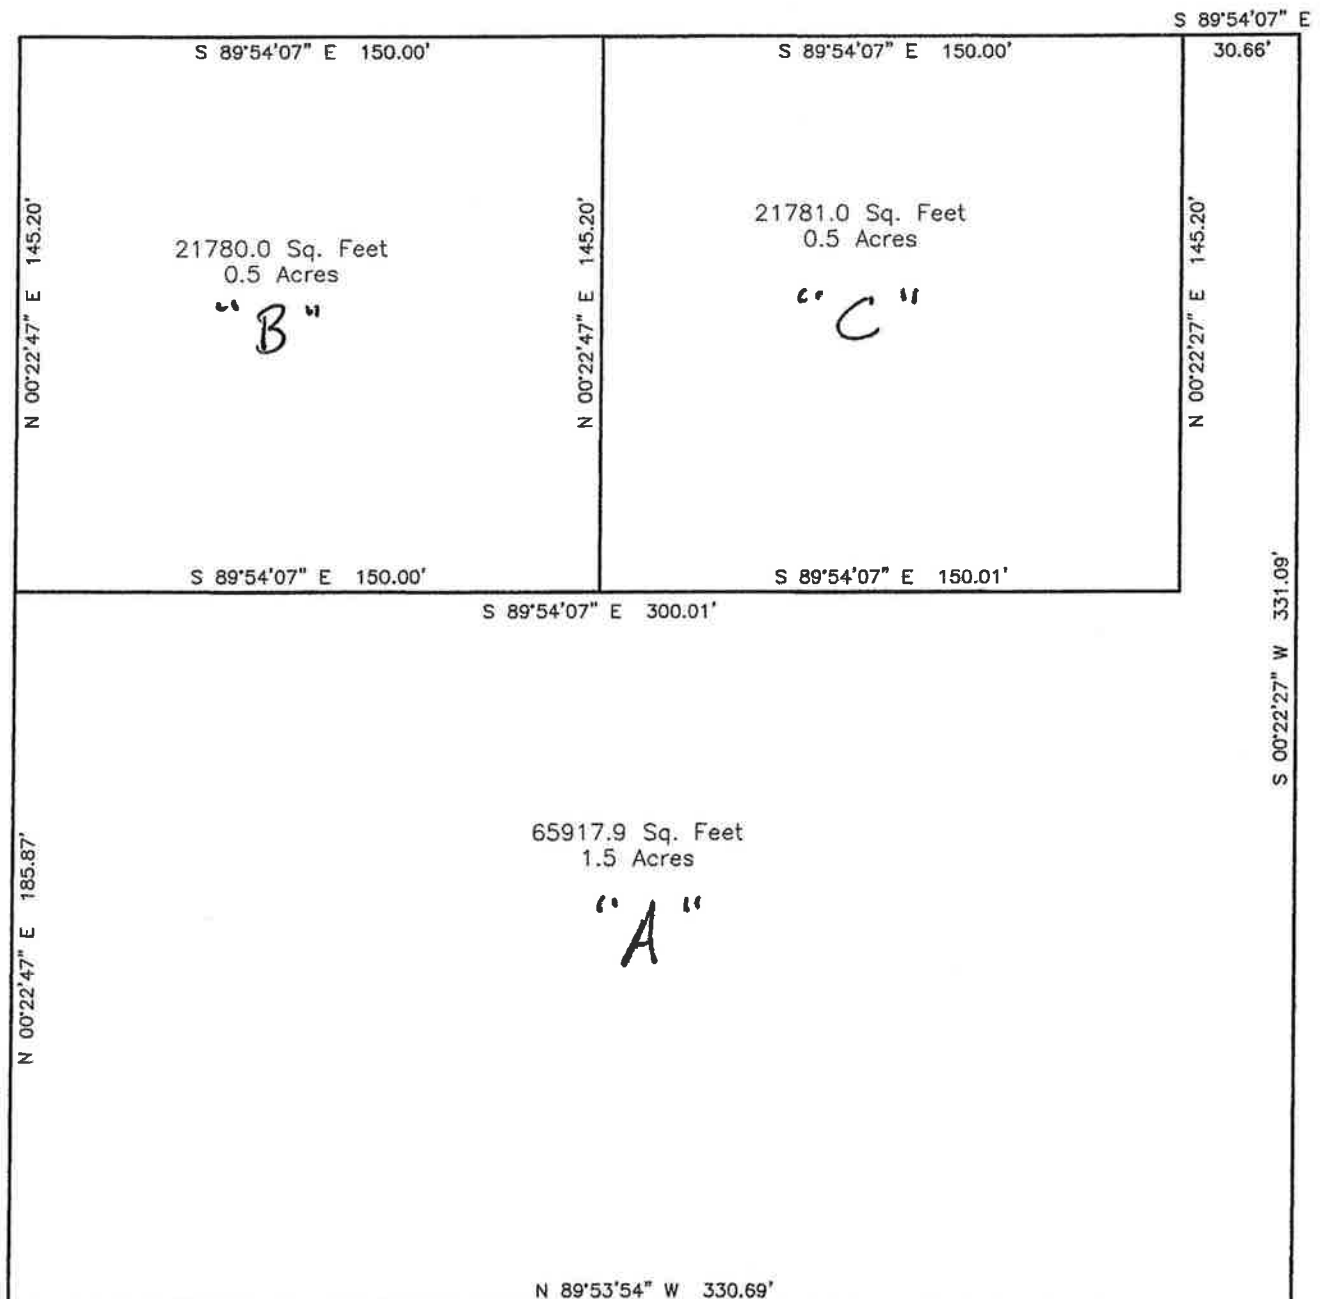 S 89°54'07" E
S 89°54'07" E 150.00'
S 89°54'07" E 150.00'
30.66'
N 00°22'47" E 145.20'
21780.0 Sq. Feet
0.5 Acres
"B"
N 00°22'47" E 145.20'
21781.0 Sq. Feet
0.5 Acres
"C"
N 00°22'27" E 145.20'
S 89°54'07" E 150.00'
S 89°54'07" E 150.01'
S 89°54'07" E 300.01'
S 00°22'27" W 331.09'
N 00°22'47" E 185.87'
65917.9 Sq. Feet
1.5 Acres
"A"
N 89°53'54" W 330.69'